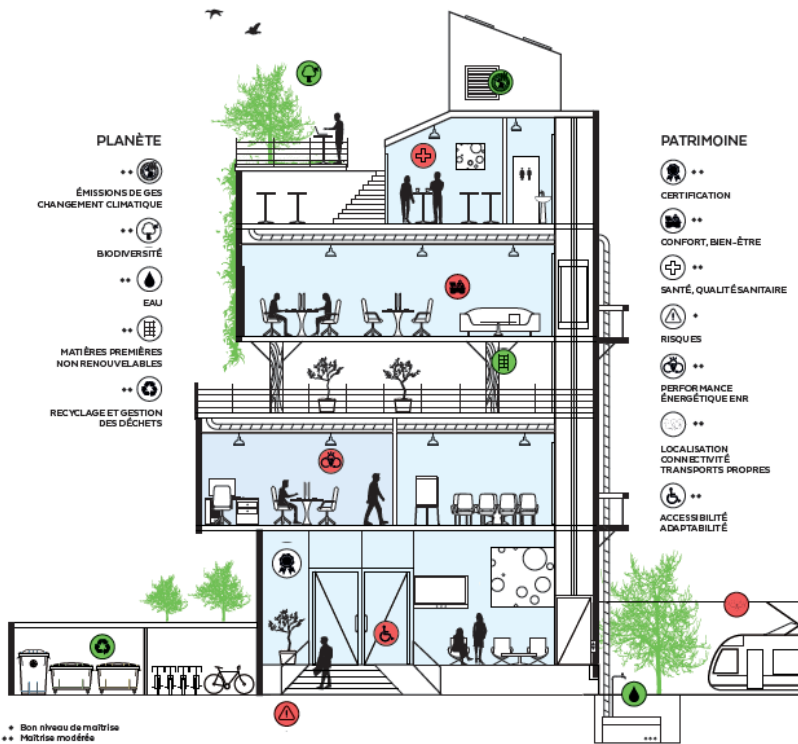 PLANÈTE
✦✦
ÉMISSIONS DE GES
CHANGEMENT CLIMATIQUE
✦✦
BIODIVERSITÉ
✦✦
EAU
✦✦
MATIÈRES PREMIÈRES
NON RENOUVELABLES
✦✦
RECYCLAGE ET GESTION
DES DÉCHETS
PATRIMOINE
✦✦
CERTIFICATION
✦✦
CONFORT, BIEN-ÊTRE
✦✦
SANTÉ, QUALITÉ SANITAIRE
✦
RISQUES
✦✦
PERFORMANCE
ÉNERGÉTIQUE ENR
✦✦
LOCALISATION
CONNECTIVITÉ
TRANSPORTS PROPRES
✦✦
ACCESSIBILITÉ
ADAPTABILITÉ
✦ Bon niveau de maîtrise
✦✦ Maîtrise modérée